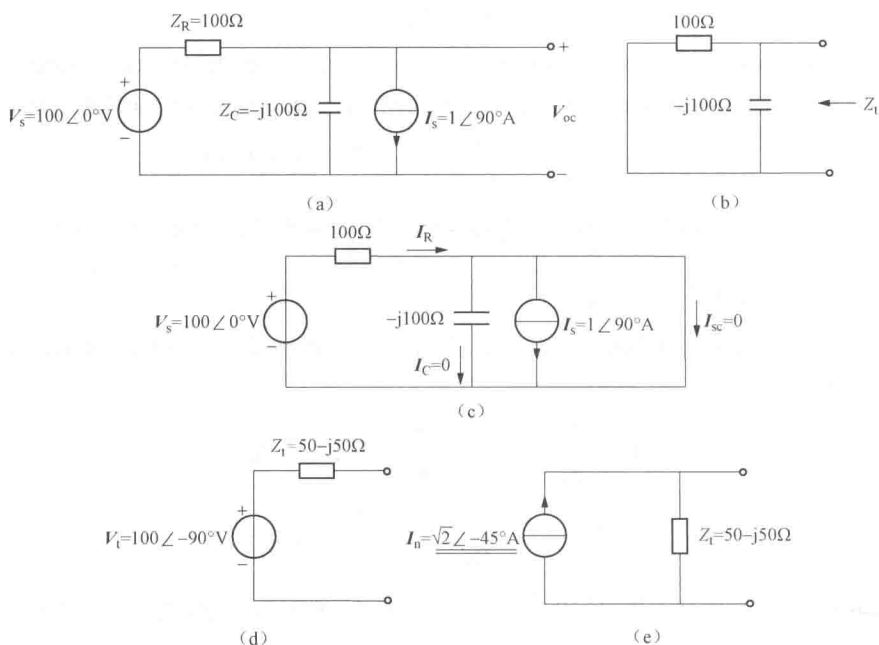 Z_R=100Ω
V_s=100∠0°V
+
−
Z_C=−j100Ω
I_s=1∠90°A
+
V_oc
−
(a)
100Ω
−j100Ω
Z_t
(b)
100Ω
I_R
V_s=100∠0°V
+
−
−j100Ω
I_C=0
I_s=1∠90°A
I_sc=0
(c)
Z_t=50−j50Ω
V_t=100∠−90°V
+
−
(d)
I_n=√2∠−45°A
Z_t=50−j50Ω
(e)